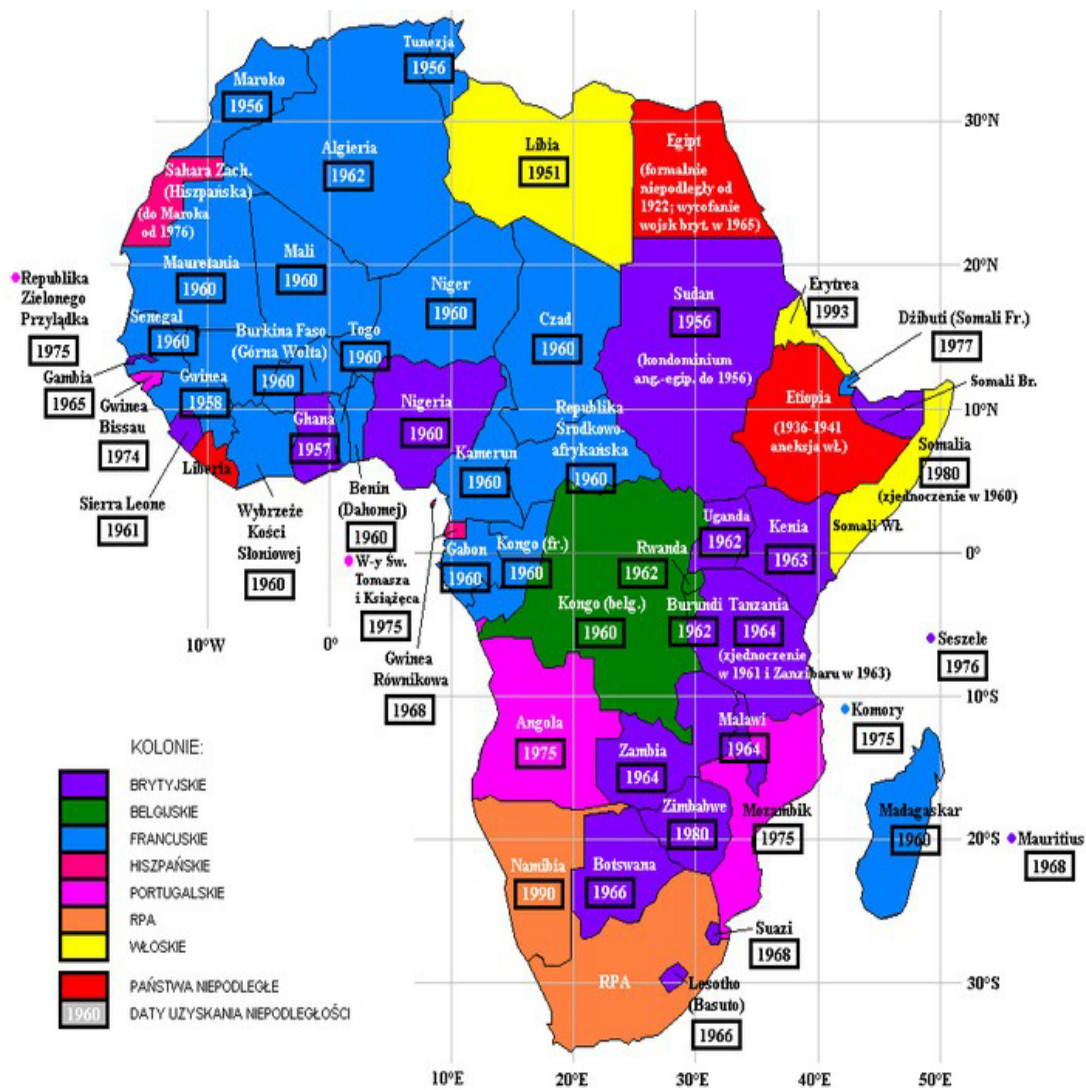 Tunezja
1956
Maroko
1956
30°N
Algieria
1962
Libia
1951
Egipt
(formalnie
niepodległy od
1922; wycofanie
wojsk bryt. w 1965)
Sahara Zach.
(Hiszpańska)
(do Maroka
od 1976)
20°N
Mauretania
1960
Mali
1960
Niger
1960
Czad
1960
Sudan
1956
(kondominium
ang.-egip. do 1956)
Erytrea
1993
Dżibuti (Somali Fr.)
1977
Republika
Zielonego
Przylądka
1975
Senegal
1960
Burkina Faso
(Górna Wolta)
1960
Togo
1960
Gambia
1965
Gwinea
1958
Gwinea
Bissau
1974
Ghana
1957
Nigeria
1960
Somali Br.
10°N
Etiopia
(1936-1941
aneksja wł.)
Republika
Środkowo-
afrykańska
1960
Kamerun
1960
Somalia
1980
(zjednoczenie w 1960)
Somali Wł.
Liberia
Sierra Leone
1961
Wybrzeże
Kości
Słoniowej
1960
Benin
(Dahomej)
1960
W-y Św.
Tomasza
i Książęca
1975
Gwinea
Równikowa
1968
Gabon
1960
Kongo (fr.)
1960
Uganda
1962
Kenia
1963
0°
Rwanda
1962
Kongo (belg.)
1960
Burundi
1962
Tanzania
1964
(zjednoczenie
w 1961 i Zanzibaru w 1963)
10°W
0°
Seszele
1976
10°S
Angola
1975
Zambia
1964
Malawi
1964
Komory
1975
Zimbabwe
1980
Mozambik
1975
Madagaskar
1960
20°S
Mauritius
1968
Namibia
1990
Botswana
1966
Suazi
1968
RPA
Lesotho
(Basuto)
1966
30°S
10°E
20°E
30°E
40°E
50°E
KOLONIE:
BRYTYJSKIE
BELGIJSKIE
FRANCUSKIE
HISZPAŃSKIE
PORTUGALSKIE
RPA
WŁOSKIE
PAŃSTWA NIEPODLEGŁE
1960
DATY UZYSKANIA NIEPODLEGŁOŚCI